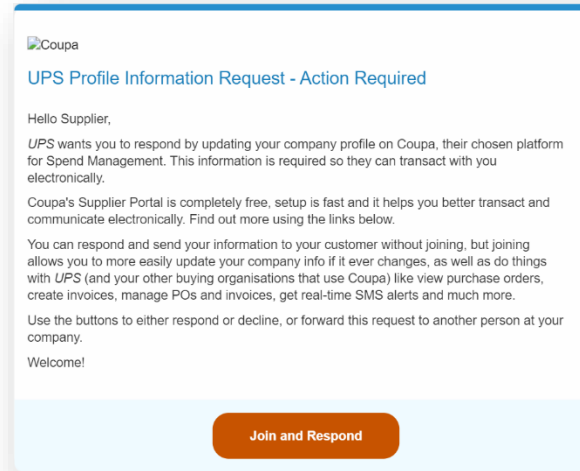 Coupa
UPS Profile Information Request - Action Required
Hello Supplier,
UPS wants you to respond by updating your company profile on Coupa, their chosen platform
for Spend Management. This information is required so they can transact with you
electronically.
Coupa's Supplier Portal is completely free, setup is fast and it helps you better transact and
communicate electronically. Find out more using the links below.
You can respond and send your information to your customer without joining, but joining
allows you to more easily update your company info if it ever changes, as well as do things
with UPS (and your other buying organisations that use Coupa) like view purchase orders,
create invoices, manage POs and invoices, get real-time SMS alerts and much more.
Use the buttons to either respond or decline, or forward this request to another person at your
company.
Welcome!
Join and Respond